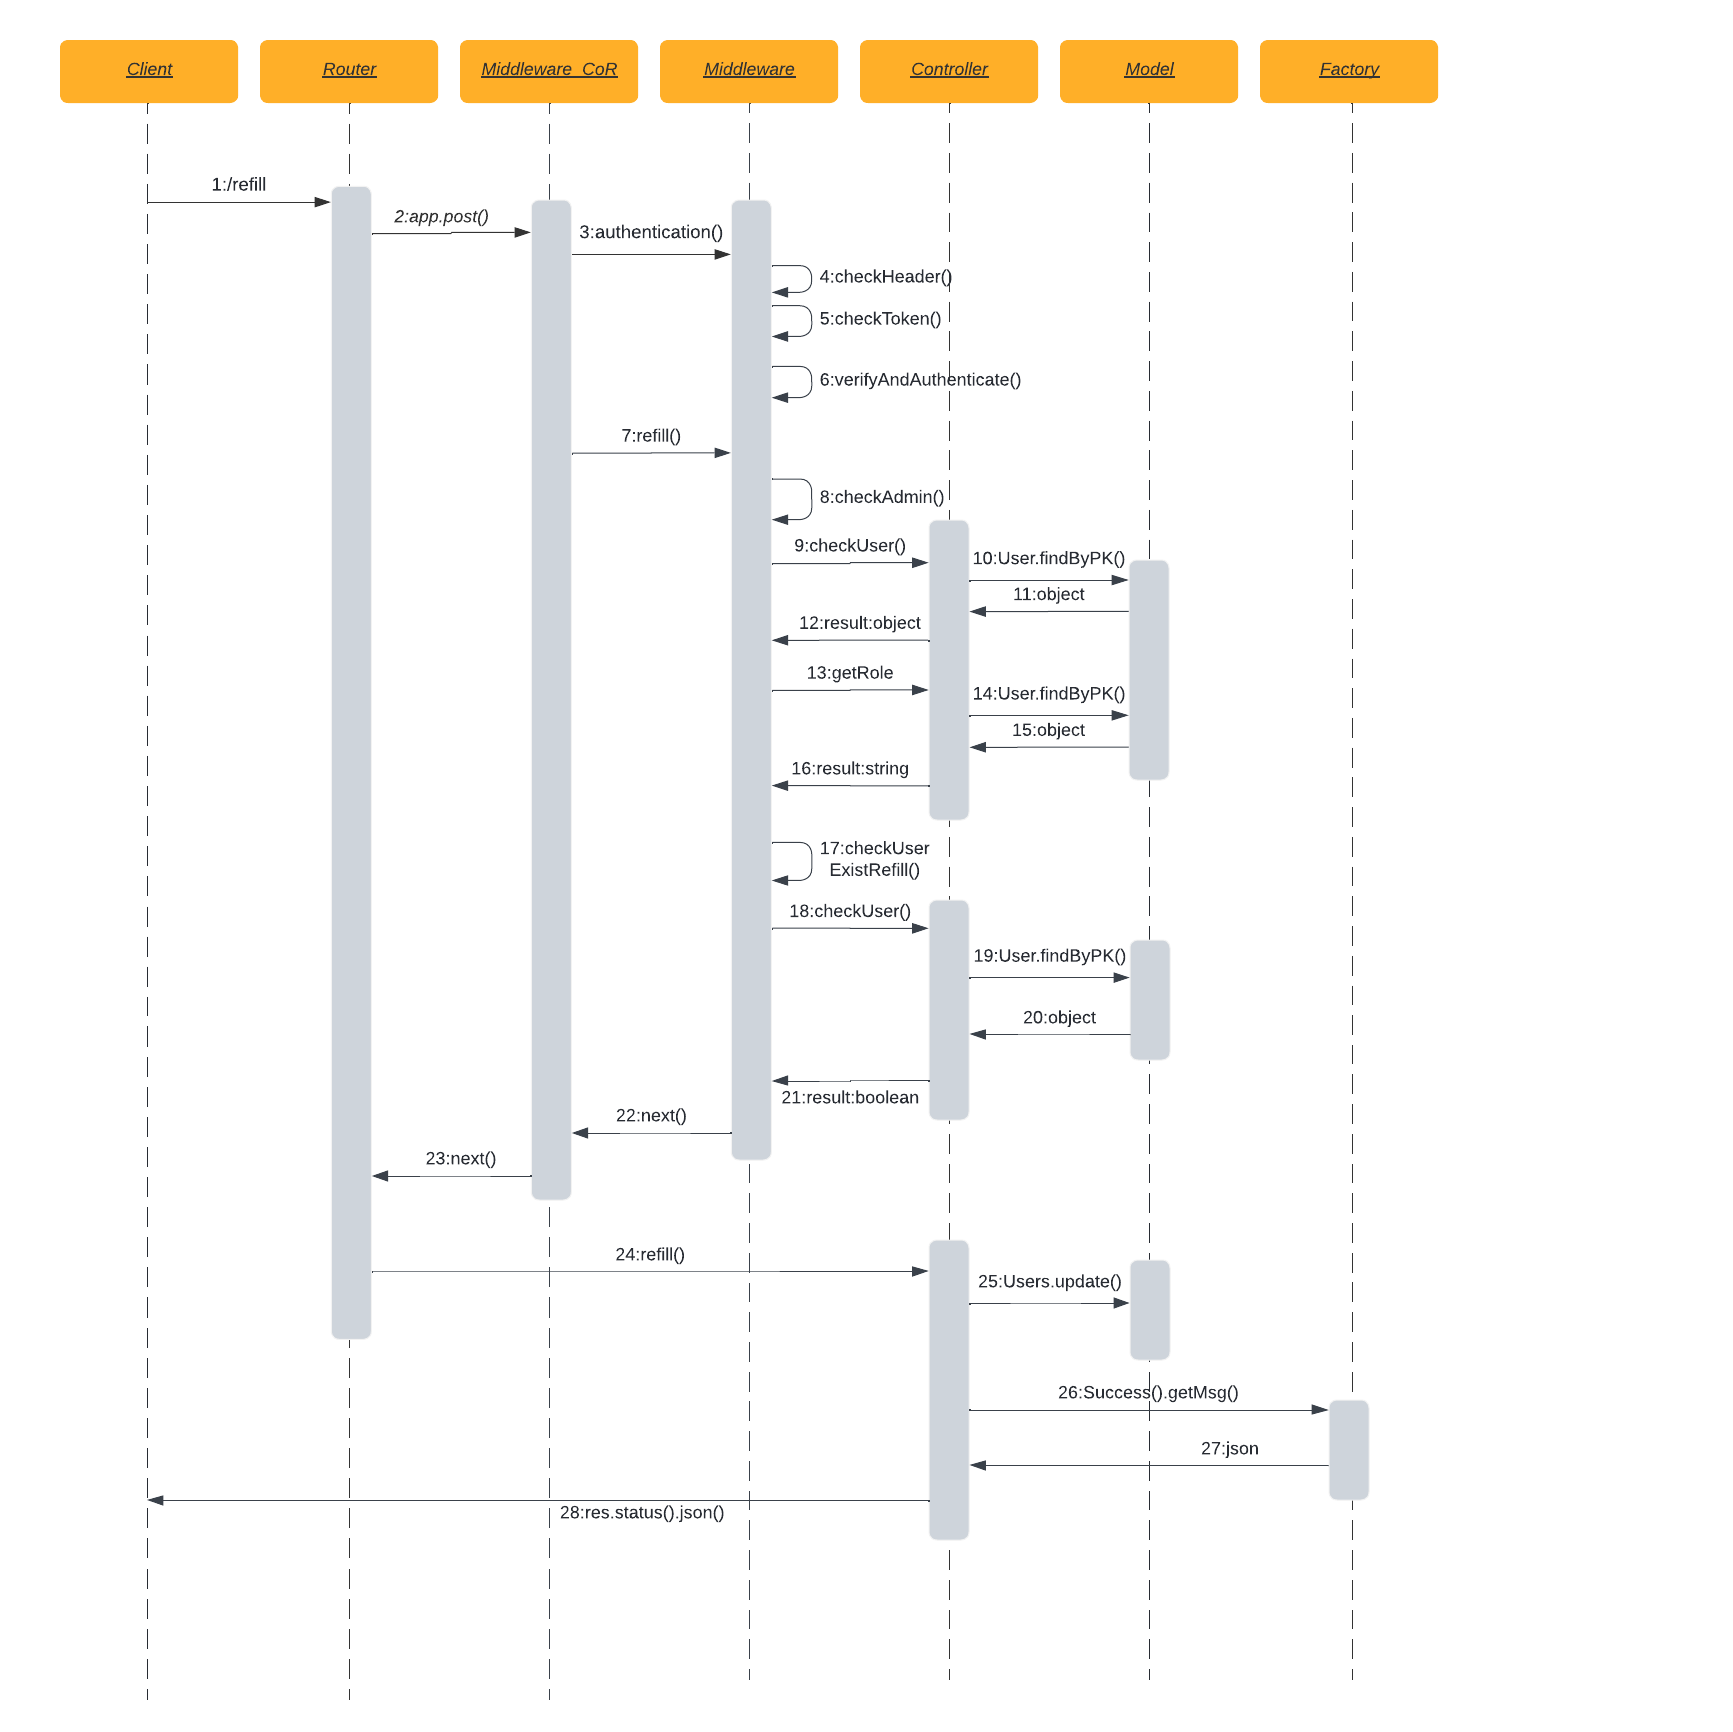 Client
Router
Middleware_CoR
Middleware
Controller
Model
Factory
1:/refill
2:app.post()
3:authentication()
4:checkHeader()
5:checkToken()
6:verifyAndAuthenticate()
7:refill()
8:checkAdmin()
9:checkUser()
10:User.findByPK()
11:object
12:result:object
13:getRole
14:User.findByPK()
15:object
16:result:string
17:checkUser
ExistRefill()
18:checkUser()
19:User.findByPK()
20:object
21:result:boolean
22:next()
23:next()
24:refill()
25:Users.update()
26:Success().getMsg()
27:json
28:res.status().json()